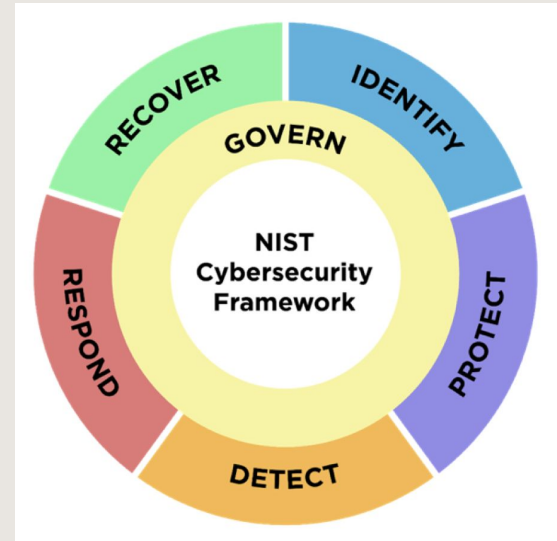 RECOVER
IDENTIFY
GOVERN
NIST
Cybersecurity
Framework
RESPOND
PROTECT
DETECT